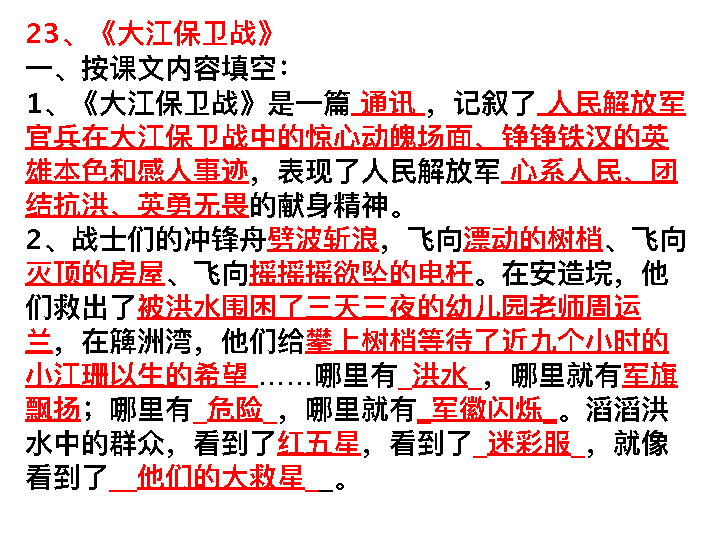 23、《大江保卫战》
一、按课文内容填空：
1、《大江保卫战》是一篇 通讯 ，记叙了 人民解放军
官兵在大江保卫战中的惊心动魄场面、铮铮铁汉的英
雄本色和感人事迹，表现了人民解放军 心系人民、团
结抗洪、英勇无畏的献身精神。
2、战士们的冲锋舟劈波斩浪，飞向漂动的树梢、飞向
灭顶的房屋、飞向摇摇摇欲坠的电杆。在安造垸，他
们救出了被洪水围困了三天三夜的幼儿园老师周运
兰，在簰洲湾，他们给攀上树梢等待了近九个小时的
小江珊以生的希望 ……哪里有_洪水_，哪里就有军旗
飘扬；哪里有_危险_，哪里就有_军徽闪烁_。滔滔洪
水中的群众，看到了红五星，看到了_迷彩服_，就像
看到了__他们的大救星__。